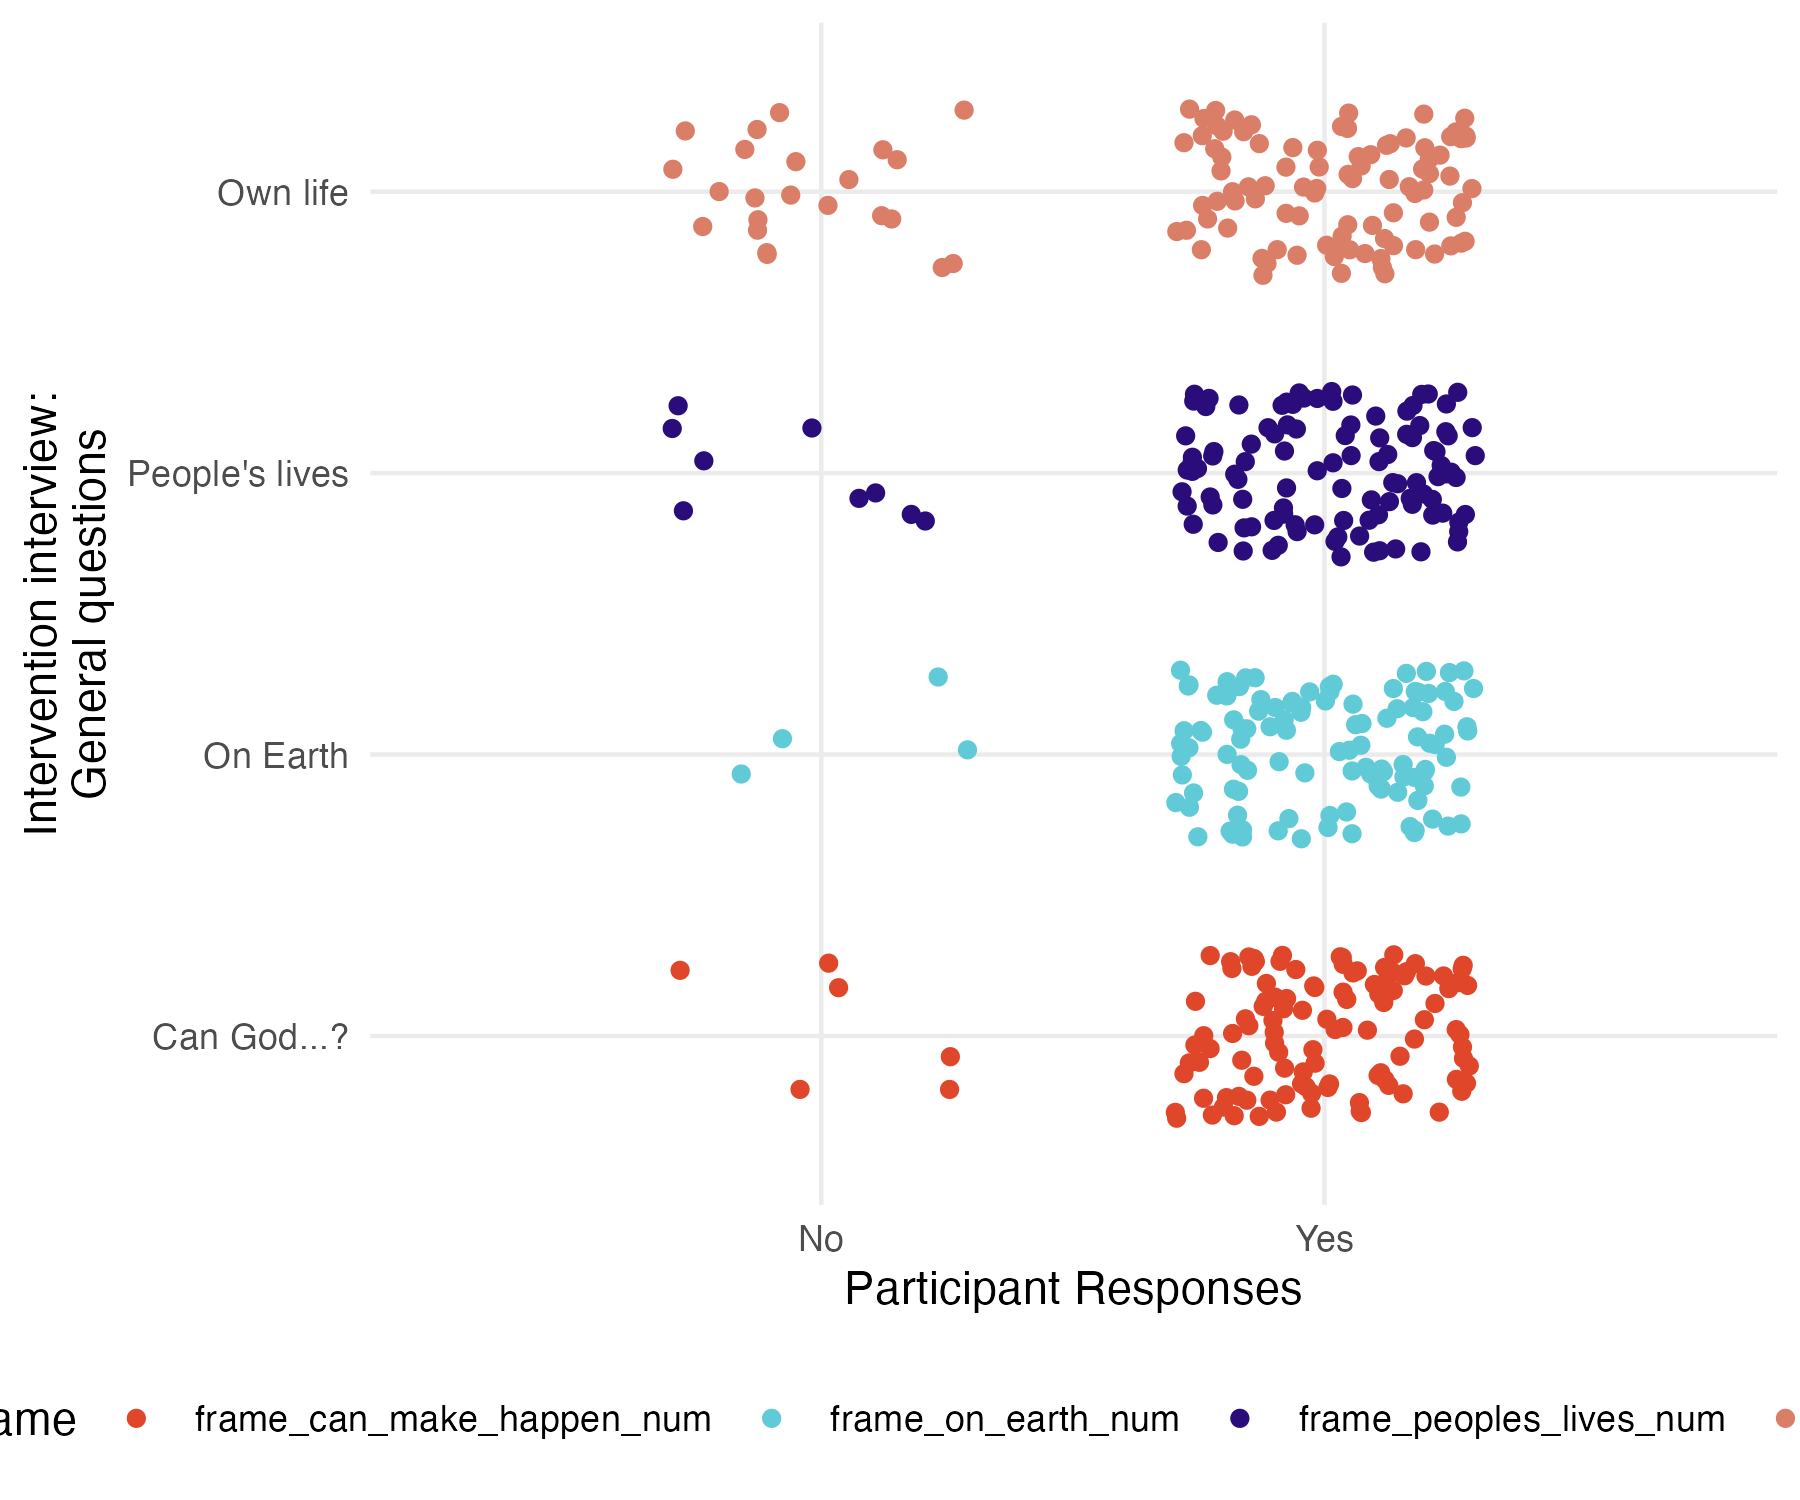 Intervention interview:
General questions
Own life
People's lives
On Earth
Can God...?
No
Yes
Participant Responses
ame
frame_can_make_happen_num
frame_on_earth_num
frame_peoples_lives_num